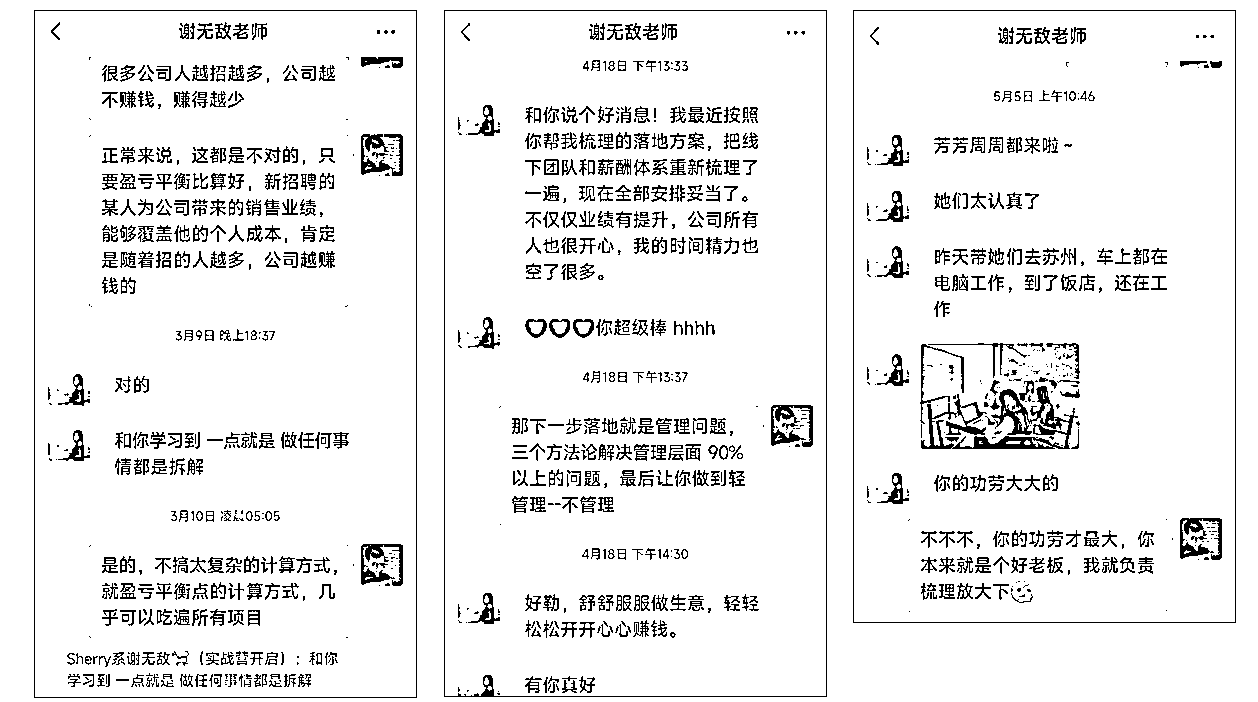 谢无敌老师
很多公司人越招越多，公司越
不赚钱，赚得越少
正常来说，这都是不对的，只
要盈亏平衡比算好，新招聘的
某人为公司带来的销售业绩，
能够覆盖他的个人成本，肯定
是随着招的人越多，公司越赚
钱的
3月9日 晚上18:37
对的
和你学习到 一点就是 做任何事
情都是拆解
3月10日 凌晨05:05
是的，不搞太复杂的计算方式，
就盈亏平衡点的计算方式，几
乎可以吃遍所有项目
Sherry系谢无敌（实战营开启）：和你
学习到 一点就是 做任何事情都是拆解
谢无敌老师
4月18日 下午13:33
和你说个好消息！我最近按照
你帮我梳理的落地方案，把线
下团队和薪酬体系重新梳理了
一遍，现在全部安排妥当了。
不仅仅业绩有提升，公司所有
人也很开心，我的时间精力也
空了很多。
你超级棒 hhhh
4月18日 下午13:37
那下一步落地就是管理问题，
三个方法论解决管理层面 90%
以上的问题，最后让你做到轻
管理--不管理
4月18日 下午14:30
好勒，舒舒服服做生意，轻轻
松松开开心心赚钱。
有你真好
谢无敌老师
5月5日 上午10:46
芳芳周周都来啦~
她们太认真了
昨天带她们去苏州，车上都在
电脑工作，到了饭店，还在工
作
你的功劳大大的
不不不，你的功劳才最大，你
本来就是个好老板，我就负责
梳理放大下